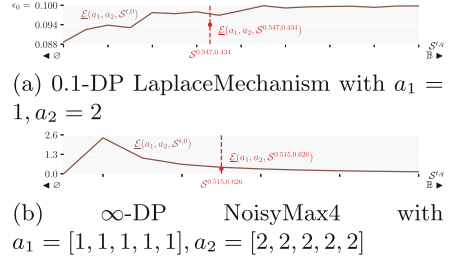 ϵ₀ = 0.100
0.094
0.088
ℰ(a₁, a₂, 𝒮^{t,0})
ℰ(a₁, a₂, 𝒮^{0.547,0.434})
𝒮^{0.547,0.434}
𝒮^{t,q}
◄ ∅
𝔹 ►
(a) 0.1-DP LaplaceMechanism with a₁ =
1, a₂ = 2
2.6
1.3
0.0
ℰ(a₁, a₂, 𝒮^{t,0})
ℰ(a₁, a₂, 𝒮^{0.515,0.626})
𝒮^{0.515,0.626}
𝒮^{t,q}
◄ ∅
𝔹 ►
(b) ∞-DP NoisyMax4 with
a₁ = [1, 1, 1, 1, 1], a₂ = [2, 2, 2, 2, 2]